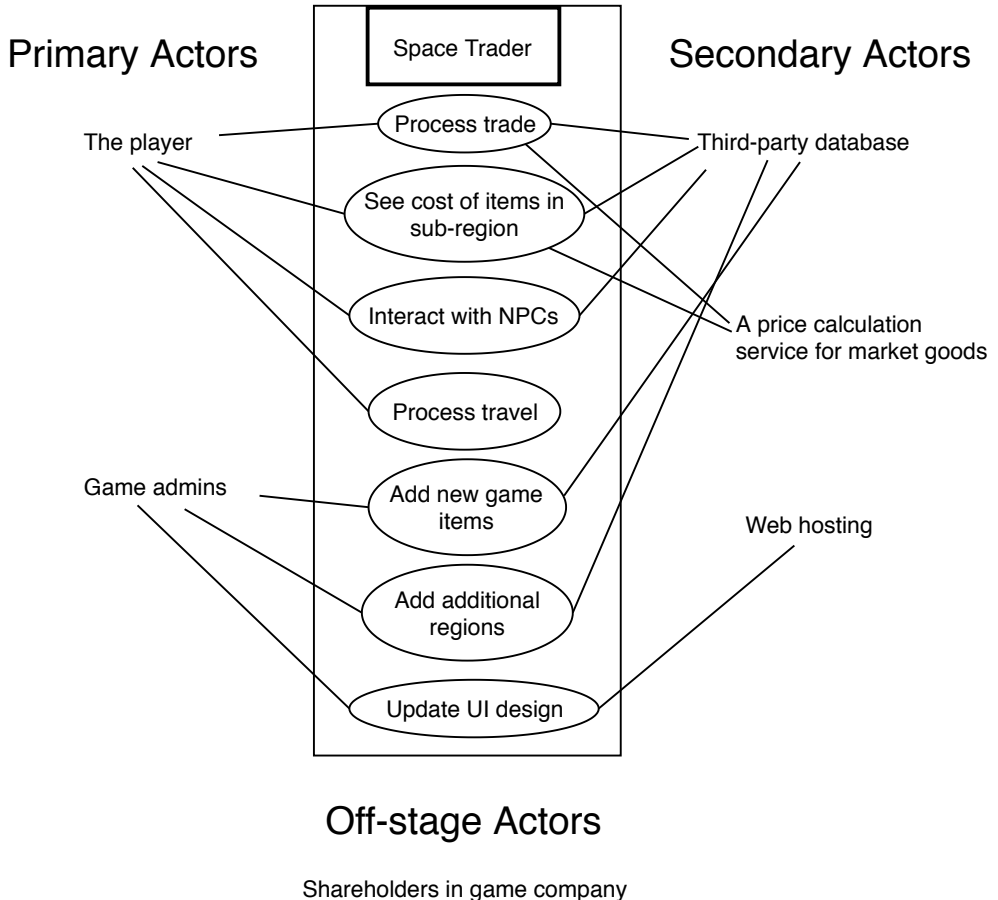 Space Trader
Primary Actors
Secondary Actors
The player
Process trade
Third-party database
See cost of items in
sub-region
Interact with NPCs
A price calculation
service for market goods
Process travel
Game admins
Add new game
items
Web hosting
Add additional
regions
Update UI design
Off-stage Actors
Shareholders in game company